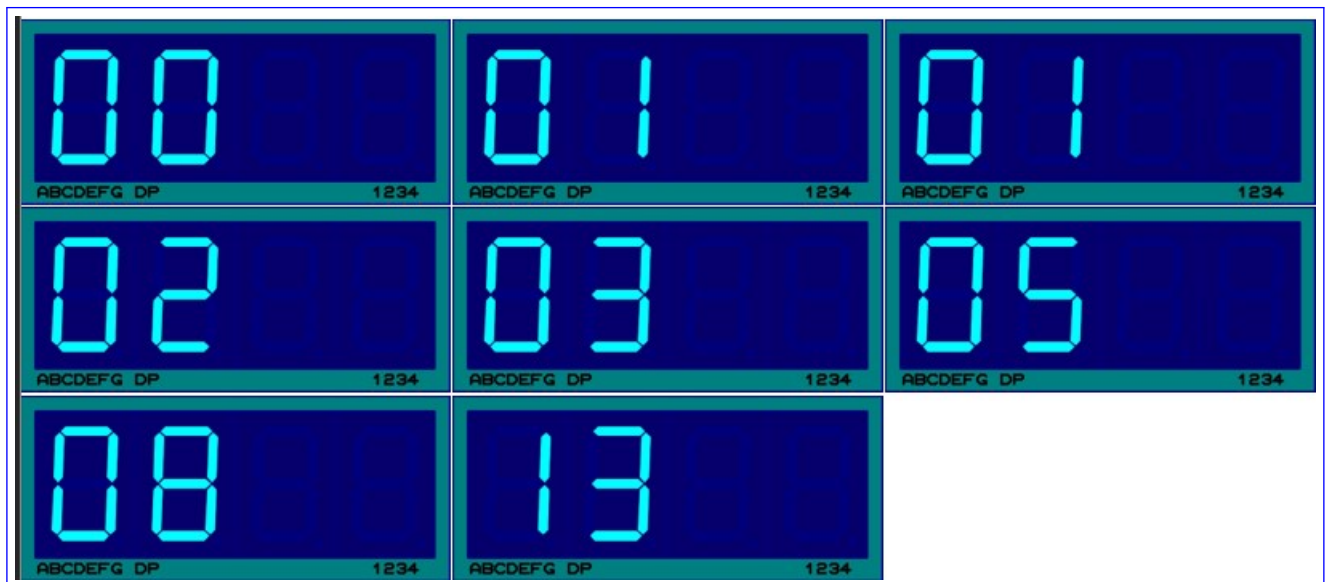 00 01 01
ABCDEFG DP 1234 ABCDEFG DP 1234 ABCDEFG DP 1234
02 03 05
ABCDEFG DP 1234 ABCDEFG DP 1234 ABCDEFG DP 1234
08 13
ABCDEFG DP 1234 ABCDEFG DP 1234